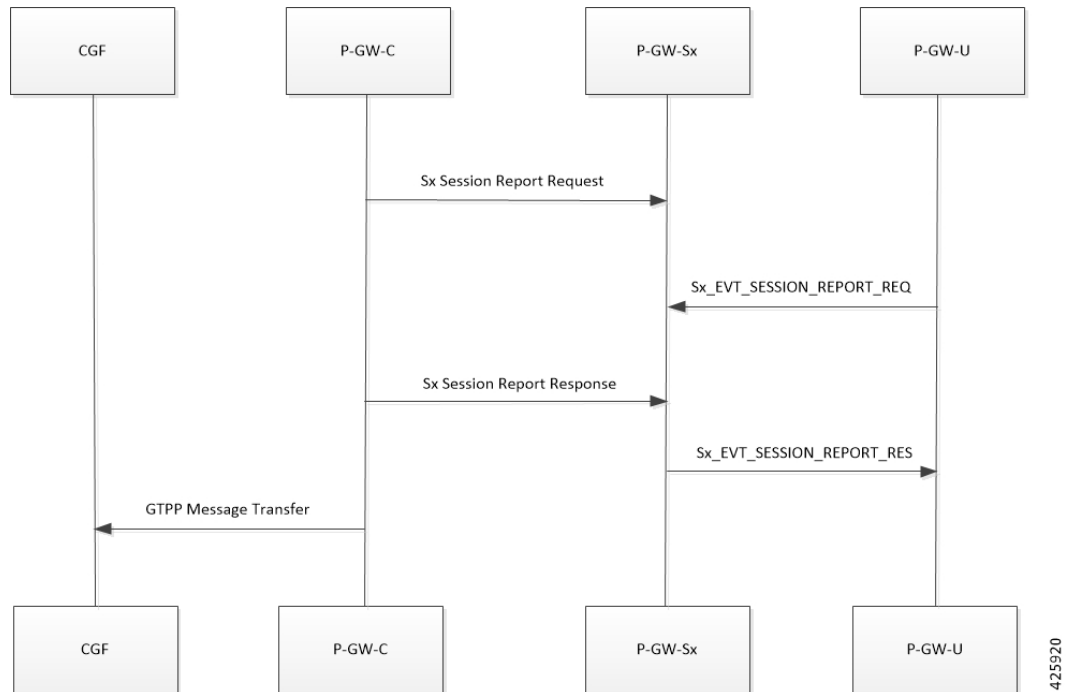 CGF
P-GW-C
P-GW-Sx
P-GW-U
Sx Session Report Request
Sx_EVT_SESSION_REPORT_REQ
Sx Session Report Response
Sx_EVT_SESSION_REPORT_RES
GTPP Message Transfer
CGF
P-GW-C
P-GW-Sx
P-GW-U
425920